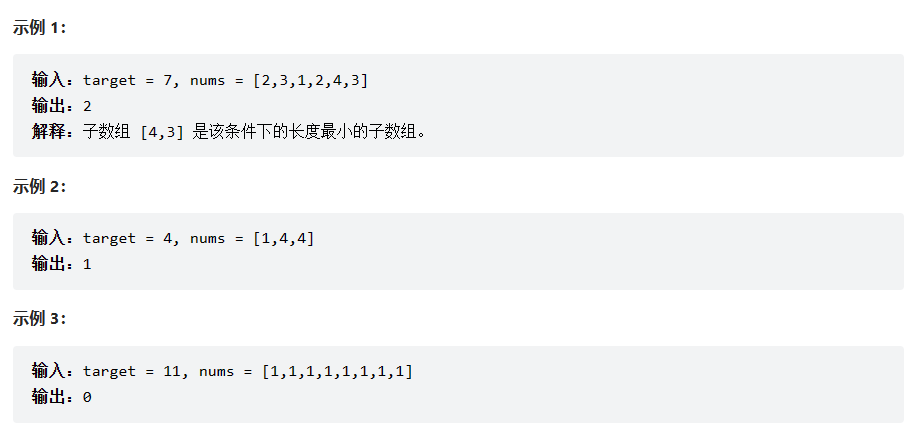 示例 1：
输入：target = 7, nums = [2,3,1,2,4,3]
输出：2
解释：子数组 [4,3] 是该条件下的长度最小的子数组。
示例 2：
输入：target = 4, nums = [1,4,4]
输出：1
示例 3：
输入：target = 11, nums = [1,1,1,1,1,1,1,1]
输出：0